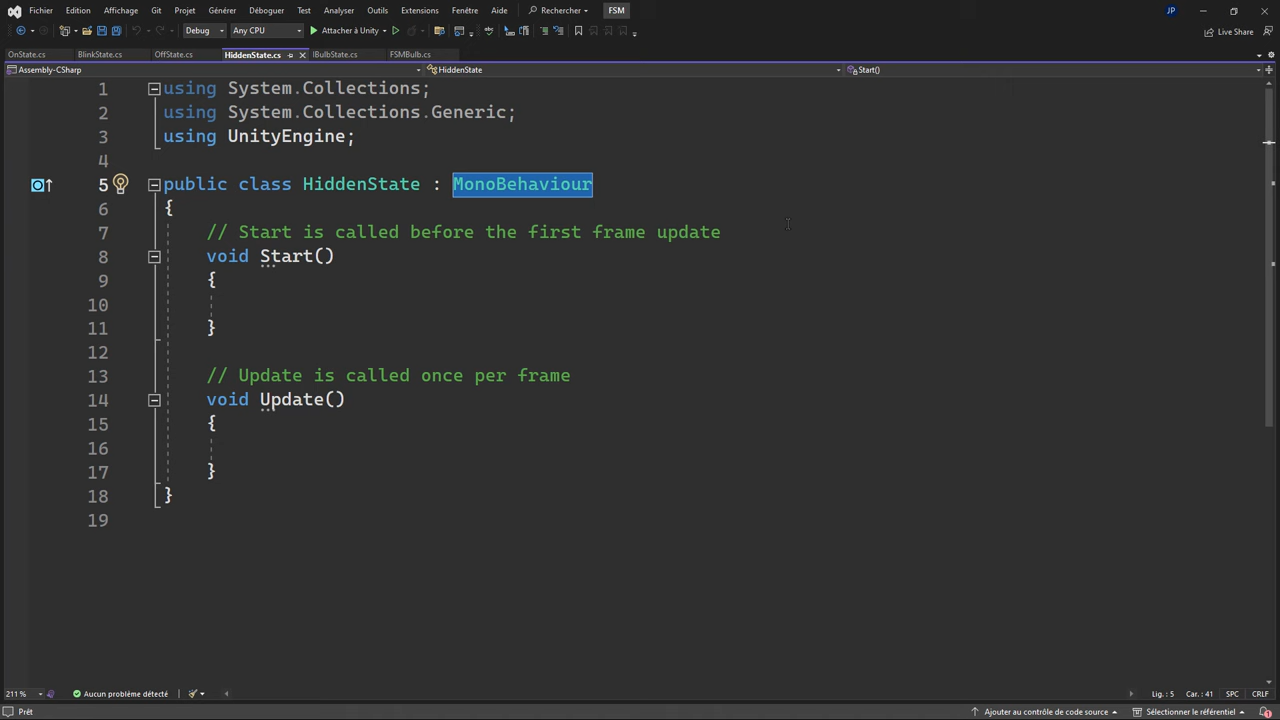 Fichier Edition Affichage Git Projet Générer Déboguer Test Analyser Outils Extensions Fenêtre Aide Rechercher FSM JP
Debug Any CPU Attacher à Unity Live Share
OnState.cs BlinkState.cs OffState.cs HiddenState.cs IBulbState.cs FSMBulb.cs
Assembly-CSharp HiddenState Start()
1 using System.Collections;
2 using System.Collections.Generic;
3 using UnityEngine;
4
5 public class HiddenState : MonoBehaviour
6 {
7 // Start is called before the first frame update
8 void Start()
9 {
10
11 }
12
13 // Update is called once per frame
14 void Update()
15 {
16
17 }
18 }
19
211 % Aucun problème détecté Lig. : 5 Car. : 41 SPC CRLF
Prêt Ajouter au contrôle de code source Sélectionner le référentiel